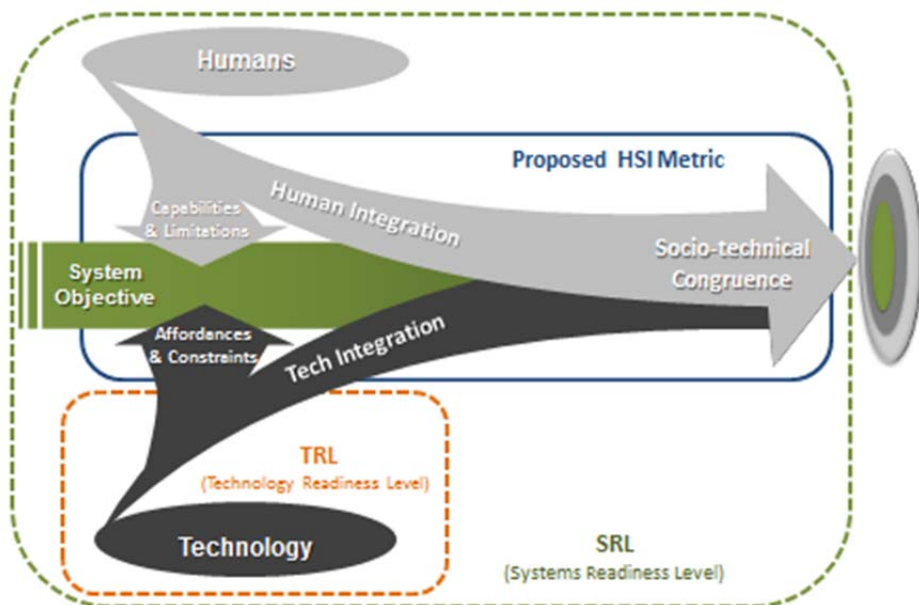 Humans
Proposed HSI Metric
Capabilities
& Limitations
Human Integration
System
Objective
Socio-technical
Congruence
Affordances
& Constraints
Tech Integration
TRL
(Technology Readiness Level)
Technology
SRL
(Systems Readiness Level)